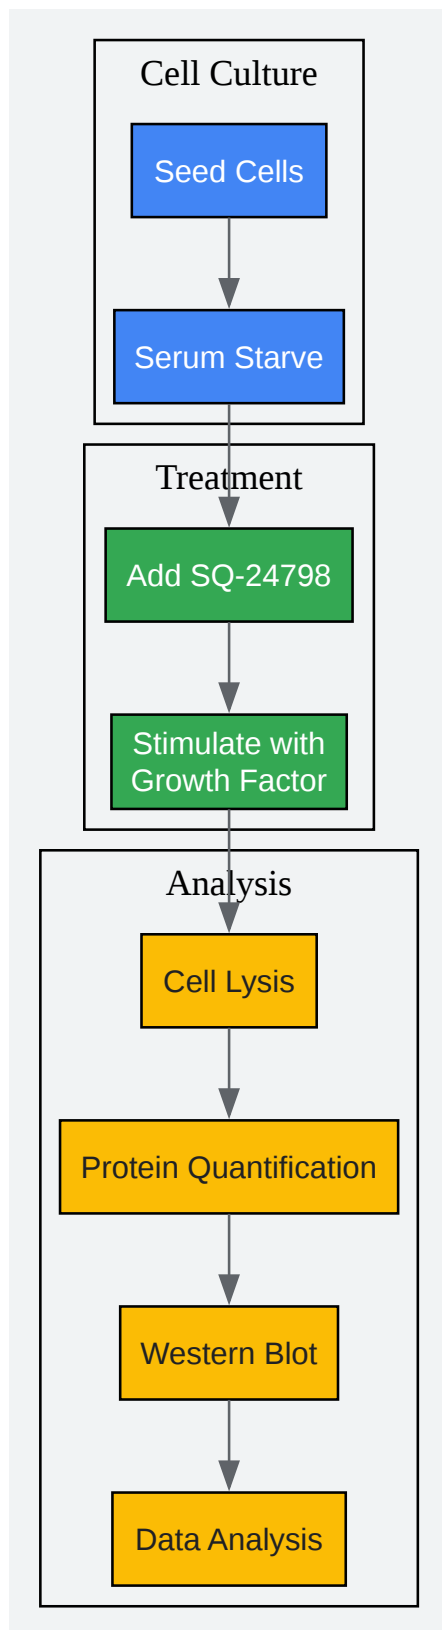 Cell Culture
Seed Cells
Serum Starve
Treatment
Add SQ-24798
Stimulate with
Growth Factor
Analysis
Cell Lysis
Protein Quantification
Western Blot
Data Analysis